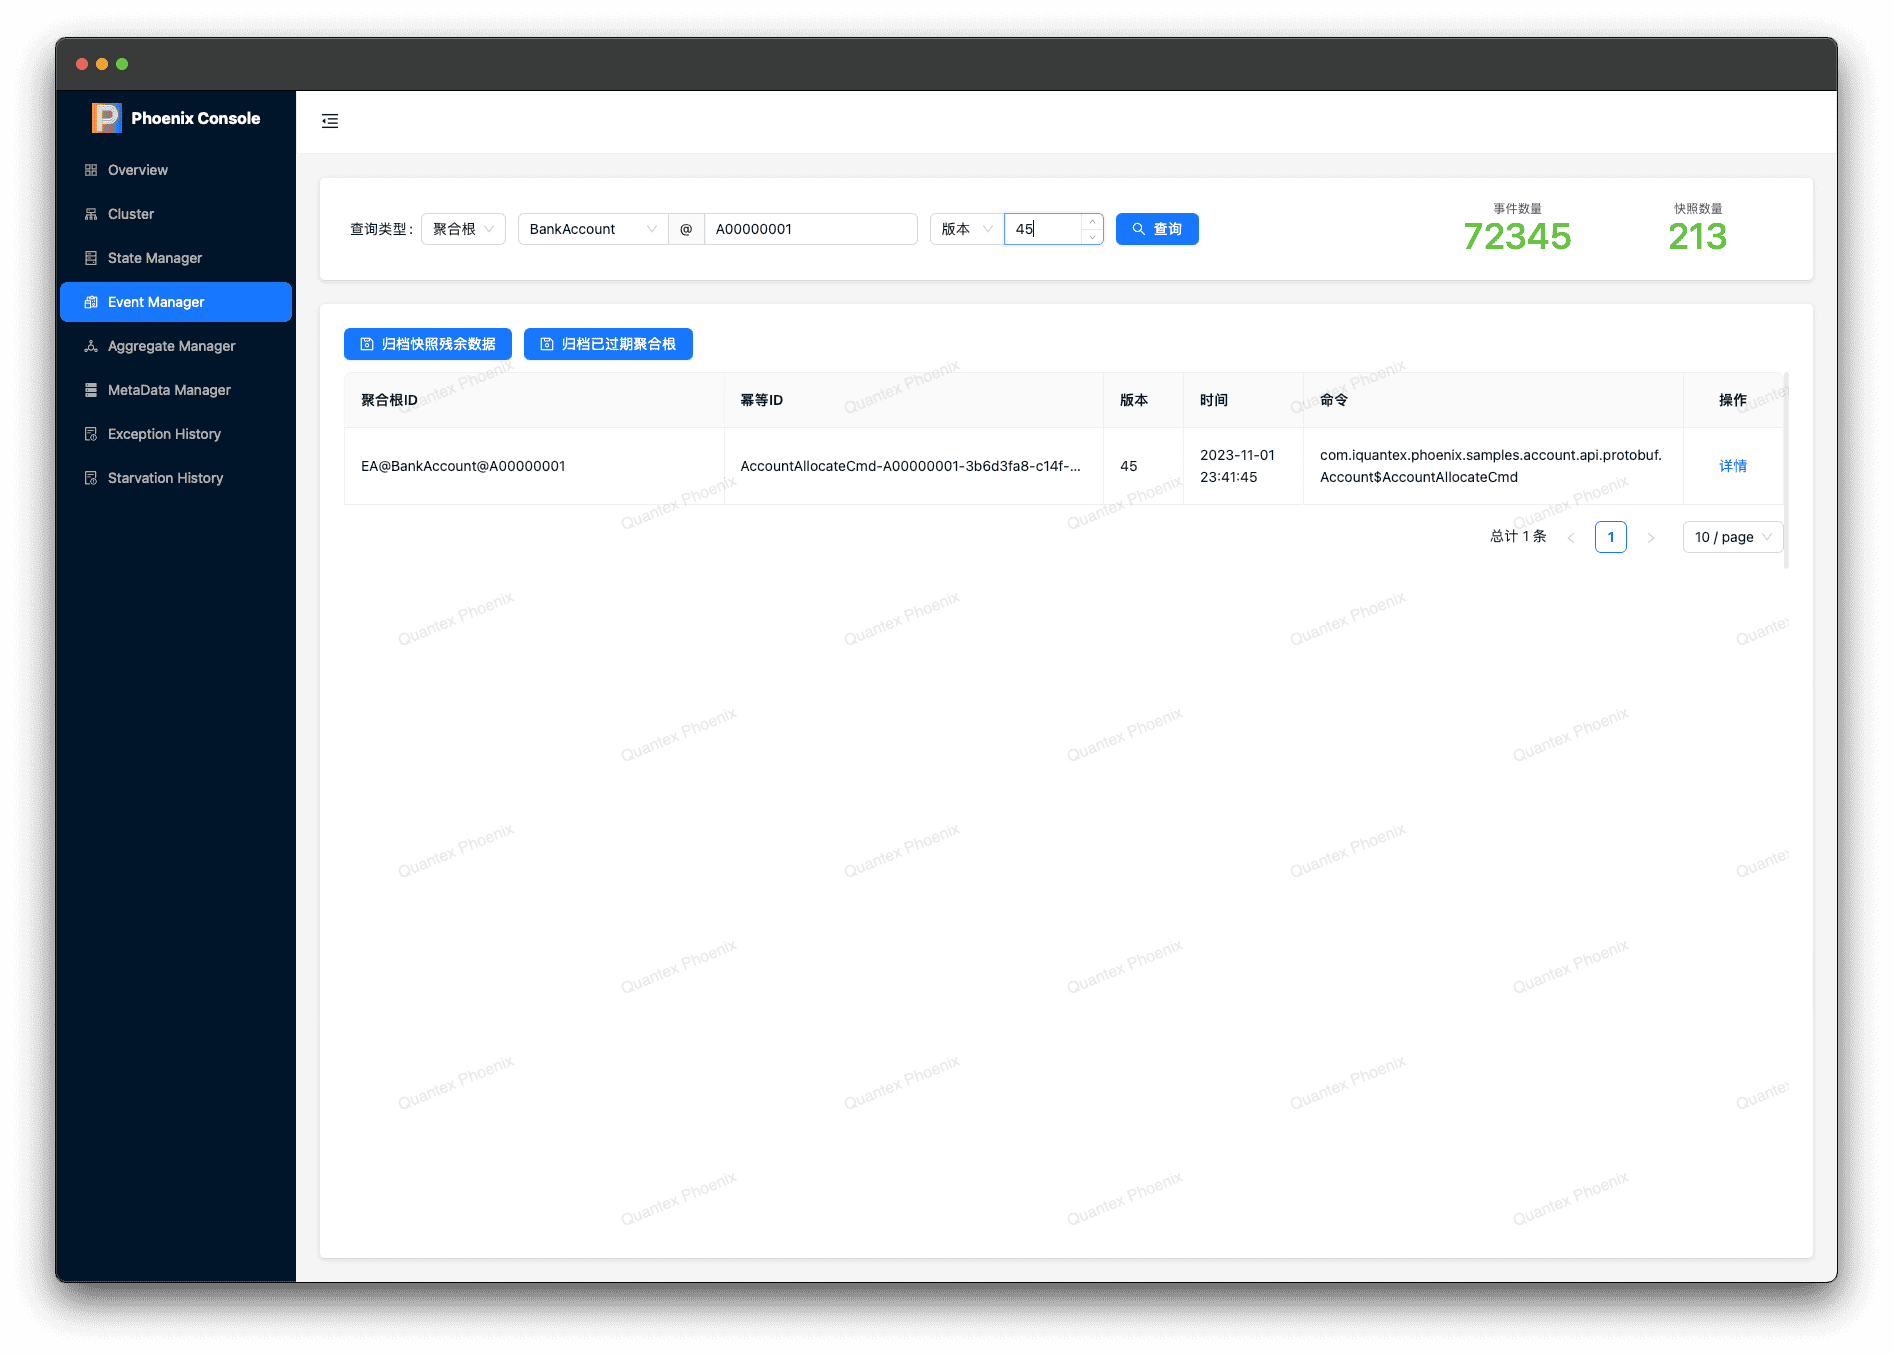 Phoenix Console
Overview
Cluster
State Manager
Event Manager
Aggregate Manager
MetaData Manager
Exception History
Starvation History
查询类型: 聚合根 BankAccount @ A00000001 版本 45 查询
事件数量
72345
快照数量
213
归档快照残余数据 归档已过期聚合根
聚合根ID 幂等ID 版本 时间 命令 操作
EA@BankAccount@A00000001
AccountAllocateCmd-A00000001-3b6d3fa8-c14f-...
45
2023-11-01
23:41:45
com.iquantex.phoenix.samples.account.api.protobuf.
Account$AccountAllocateCmd
详情
总计 1 条 < 1 > 10 / page
Quantex Phoenix